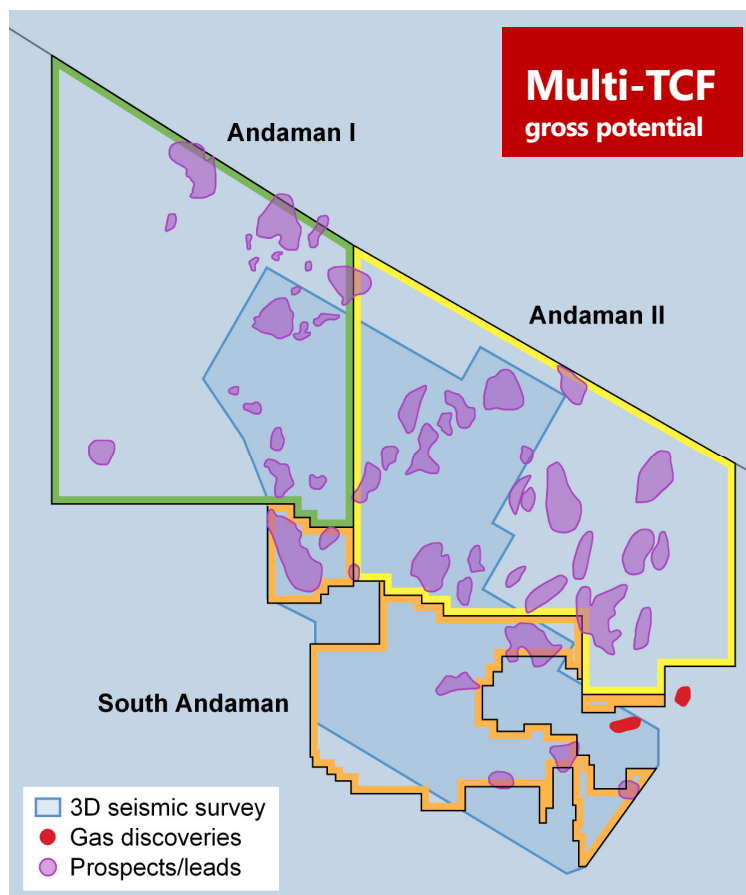 Multi-TCF
gross potential
Andaman I
Andaman II
South Andaman
3D seismic survey
Gas discoveries
Prospects/leads